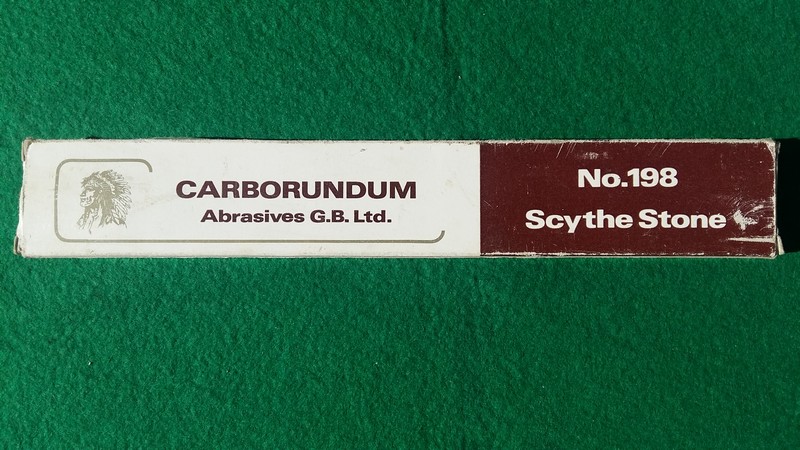 CARBORUNDUM
Abrasives G.B. Ltd.
No.198
Scythe Stone